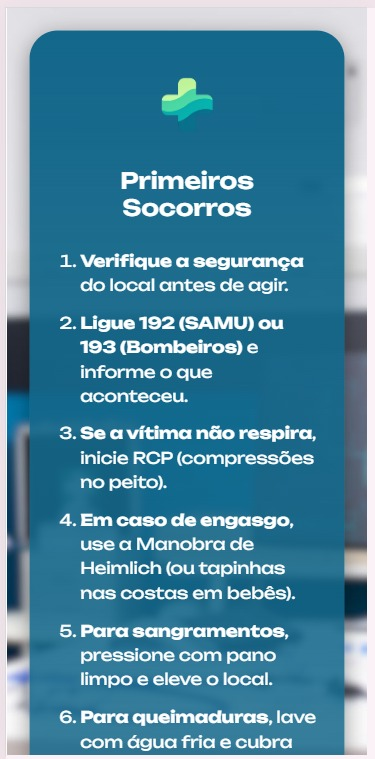 Primeiros
Socorros
1. Verifique a segurança
do local antes de agir.
2. Ligue 192 (SAMU) ou
193 (Bombeiros) e
informe o que
aconteceu.
3. Se a vítima não respira,
inicie RCP (compressões
no peito).
4. Em caso de engasgo,
use a Manobra de
Heimlich (ou tapinhas
nas costas em bebês).
5. Para sangramentos,
pressione com pano
limpo e eleve o local.
6. Para queimaduras, lave
com água fria e cubra